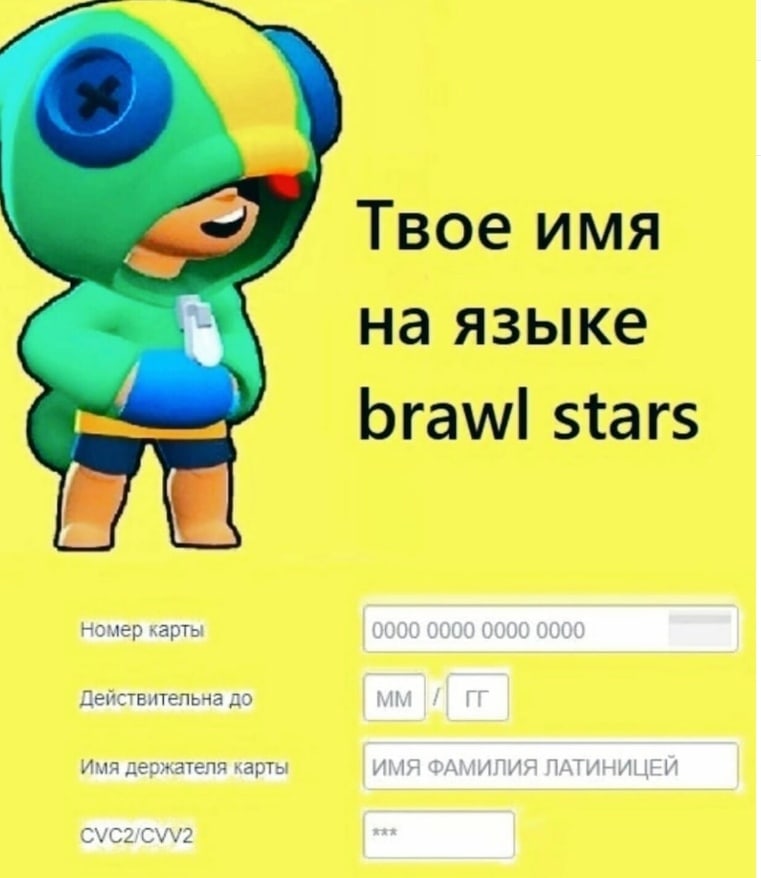 Твое имя
на языке
brawl stars
Номер карты 0000 0000 0000 0000
Действительна до ММ / ГГ
Имя держателя карты ИМЯ ФАМИЛИЯ ЛАТИНИЦЕЙ
CVC2/CVV2 ***